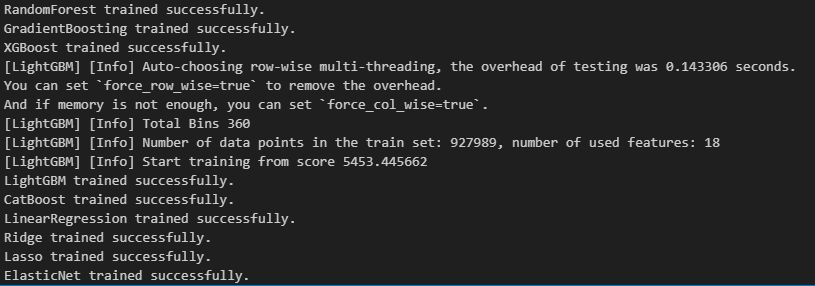 RandomForest trained successfully.
GradientBoosting trained successfully.
XGBoost trained successfully.
[LightGBM] [Info] Auto-choosing row-wise multi-threading, the overhead of testing was 0.143306 seconds.
You can set `force_row_wise=true` to remove the overhead.
And if memory is not enough, you can set `force_col_wise=true`.
[LightGBM] [Info] Total Bins 360
[LightGBM] [Info] Number of data points in the train set: 927989, number of used features: 18
[LightGBM] [Info] Start training from score 5453.445662
LightGBM trained successfully.
CatBoost trained successfully.
LinearRegression trained successfully.
Ridge trained successfully.
Lasso trained successfully.
ElasticNet trained successfully.